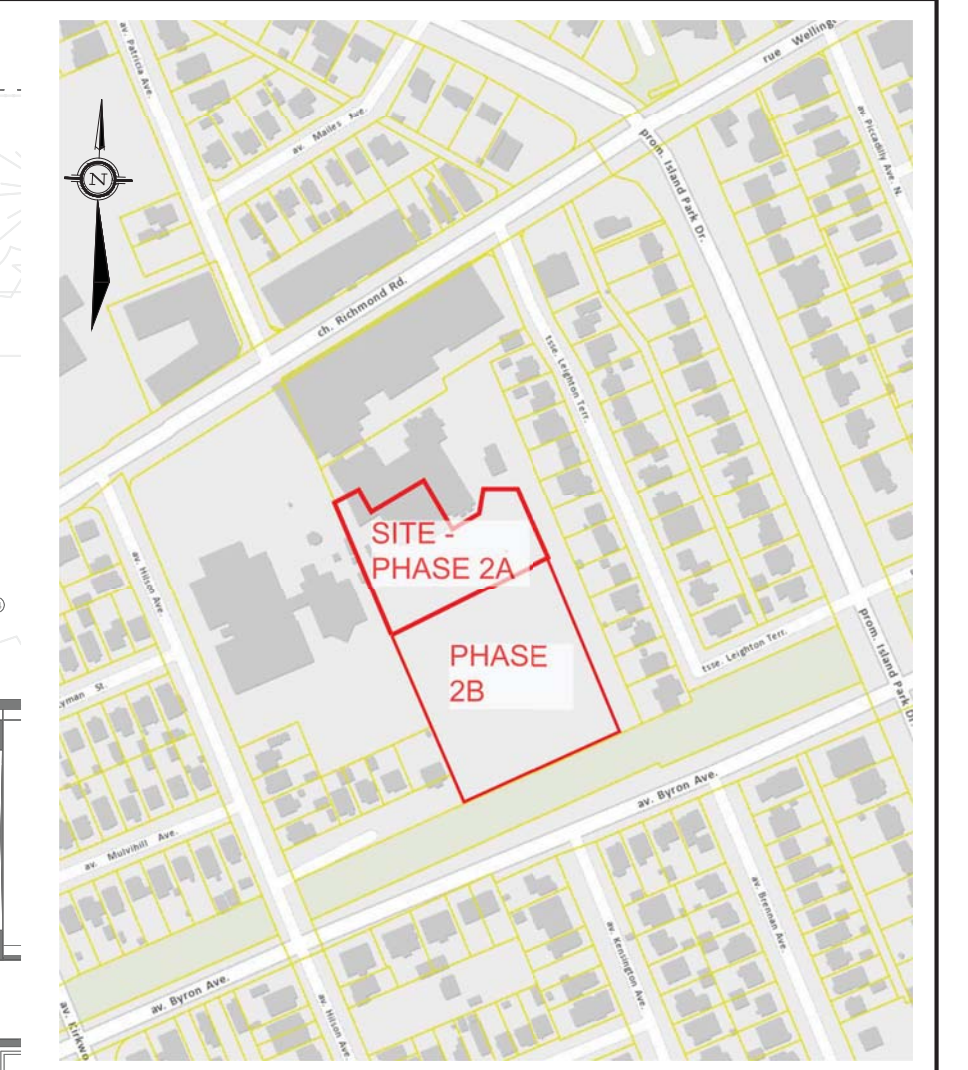 av. Patricia Ave.
rue Wellingt
av. Mailes Ave.
prom. Island Park Dr.
av. Piccadilly Ave. N.
N
ch. Richmond Rd.
tsse. Leighton Terr.
SITE -
PHASE 2A
av. Hilson Ave.
PHASE
2B
tsse. Leighton Terr.
prom. Island Park Dr.
yman St.
av. Byron Ave.
av. Mulvihill Ave.
av. Brennan Ave.
av. Kensington Ave.
av. Byron Ave.
av. Hilson Ave.
av. Kirkwo